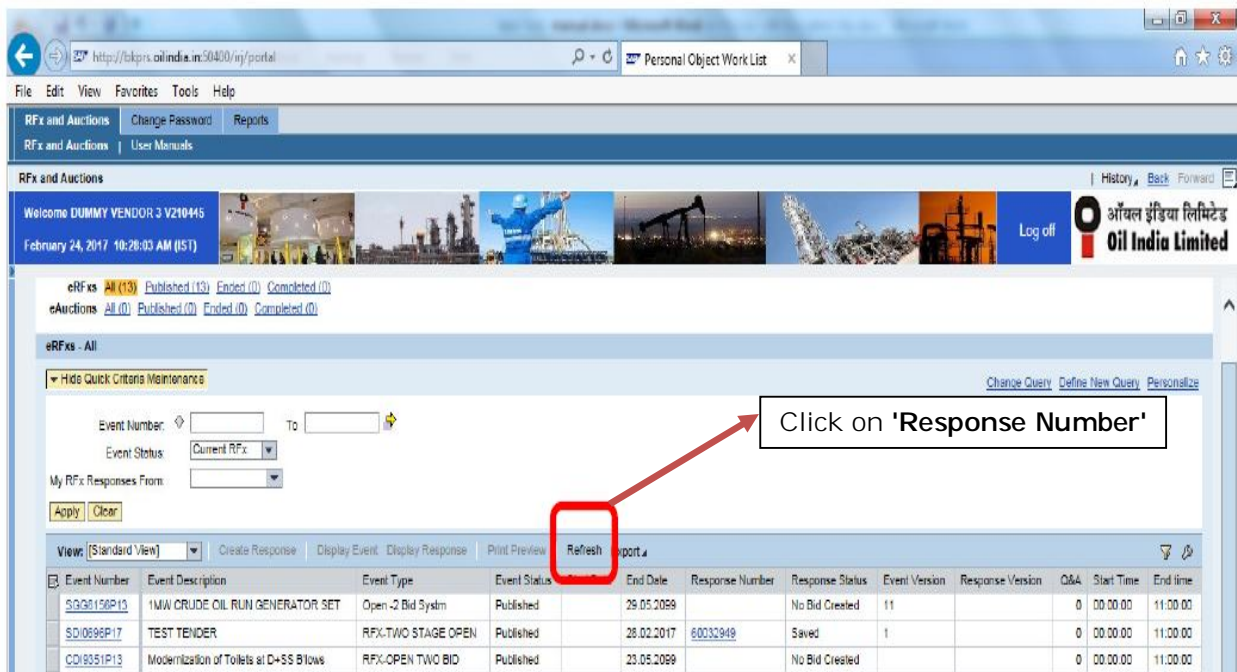 http://bkprs.oilindia.in:50400/irj/portal
Personal Object Work List
File Edit View Favorites Tools Help
RFx and Auctions Change Password Reports
RFx and Auctions | User Manuals
RFx and Auctions | History Back Forward
Welcome DUMMY VENDOR 3 V210445
February 24, 2017 10:28:03 AM (IST)
Log off
ऑयल इंडिया लिमिटेड
Oil India Limited
eRFxs All (13) Published (13) Ended (0) Completed (0)
eAuctions All (0) Published (0) Ended (0) Completed (0)
eRFxs - All
Hide Quick Criteria Maintenance
Change Query Define New Query Personalize
Event Number: To
Event Status: Current RFx
My RFx Responses From:
Click on 'Response Number'
Apply Clear
View: [Standard View] Create Response Display Event Display Response Print Preview Refresh Export
Event Number Event Description Event Type Event Status End Date Response Number Response Status Event Version Response Version Q&A Start Time End time
SGG6156P13 1MW CRUDE OIL RUN GENERATOR SET Open -2 Bid Systm Published 29.05.2099 No Bid Created 11 0 00:00:00 11:00:00
SDI0696P17 TEST TENDER RFX-TWO STAGE OPEN Published 28.02.2017 60032949 Saved 1 0 00:00:00 11:00:00
CDI9351P13 Modernization of Toilets at D+SS B'lows RFX-OPEN TWO BID Published 23.05.2099 No Bid Created 0 00:00:00 11:00:00